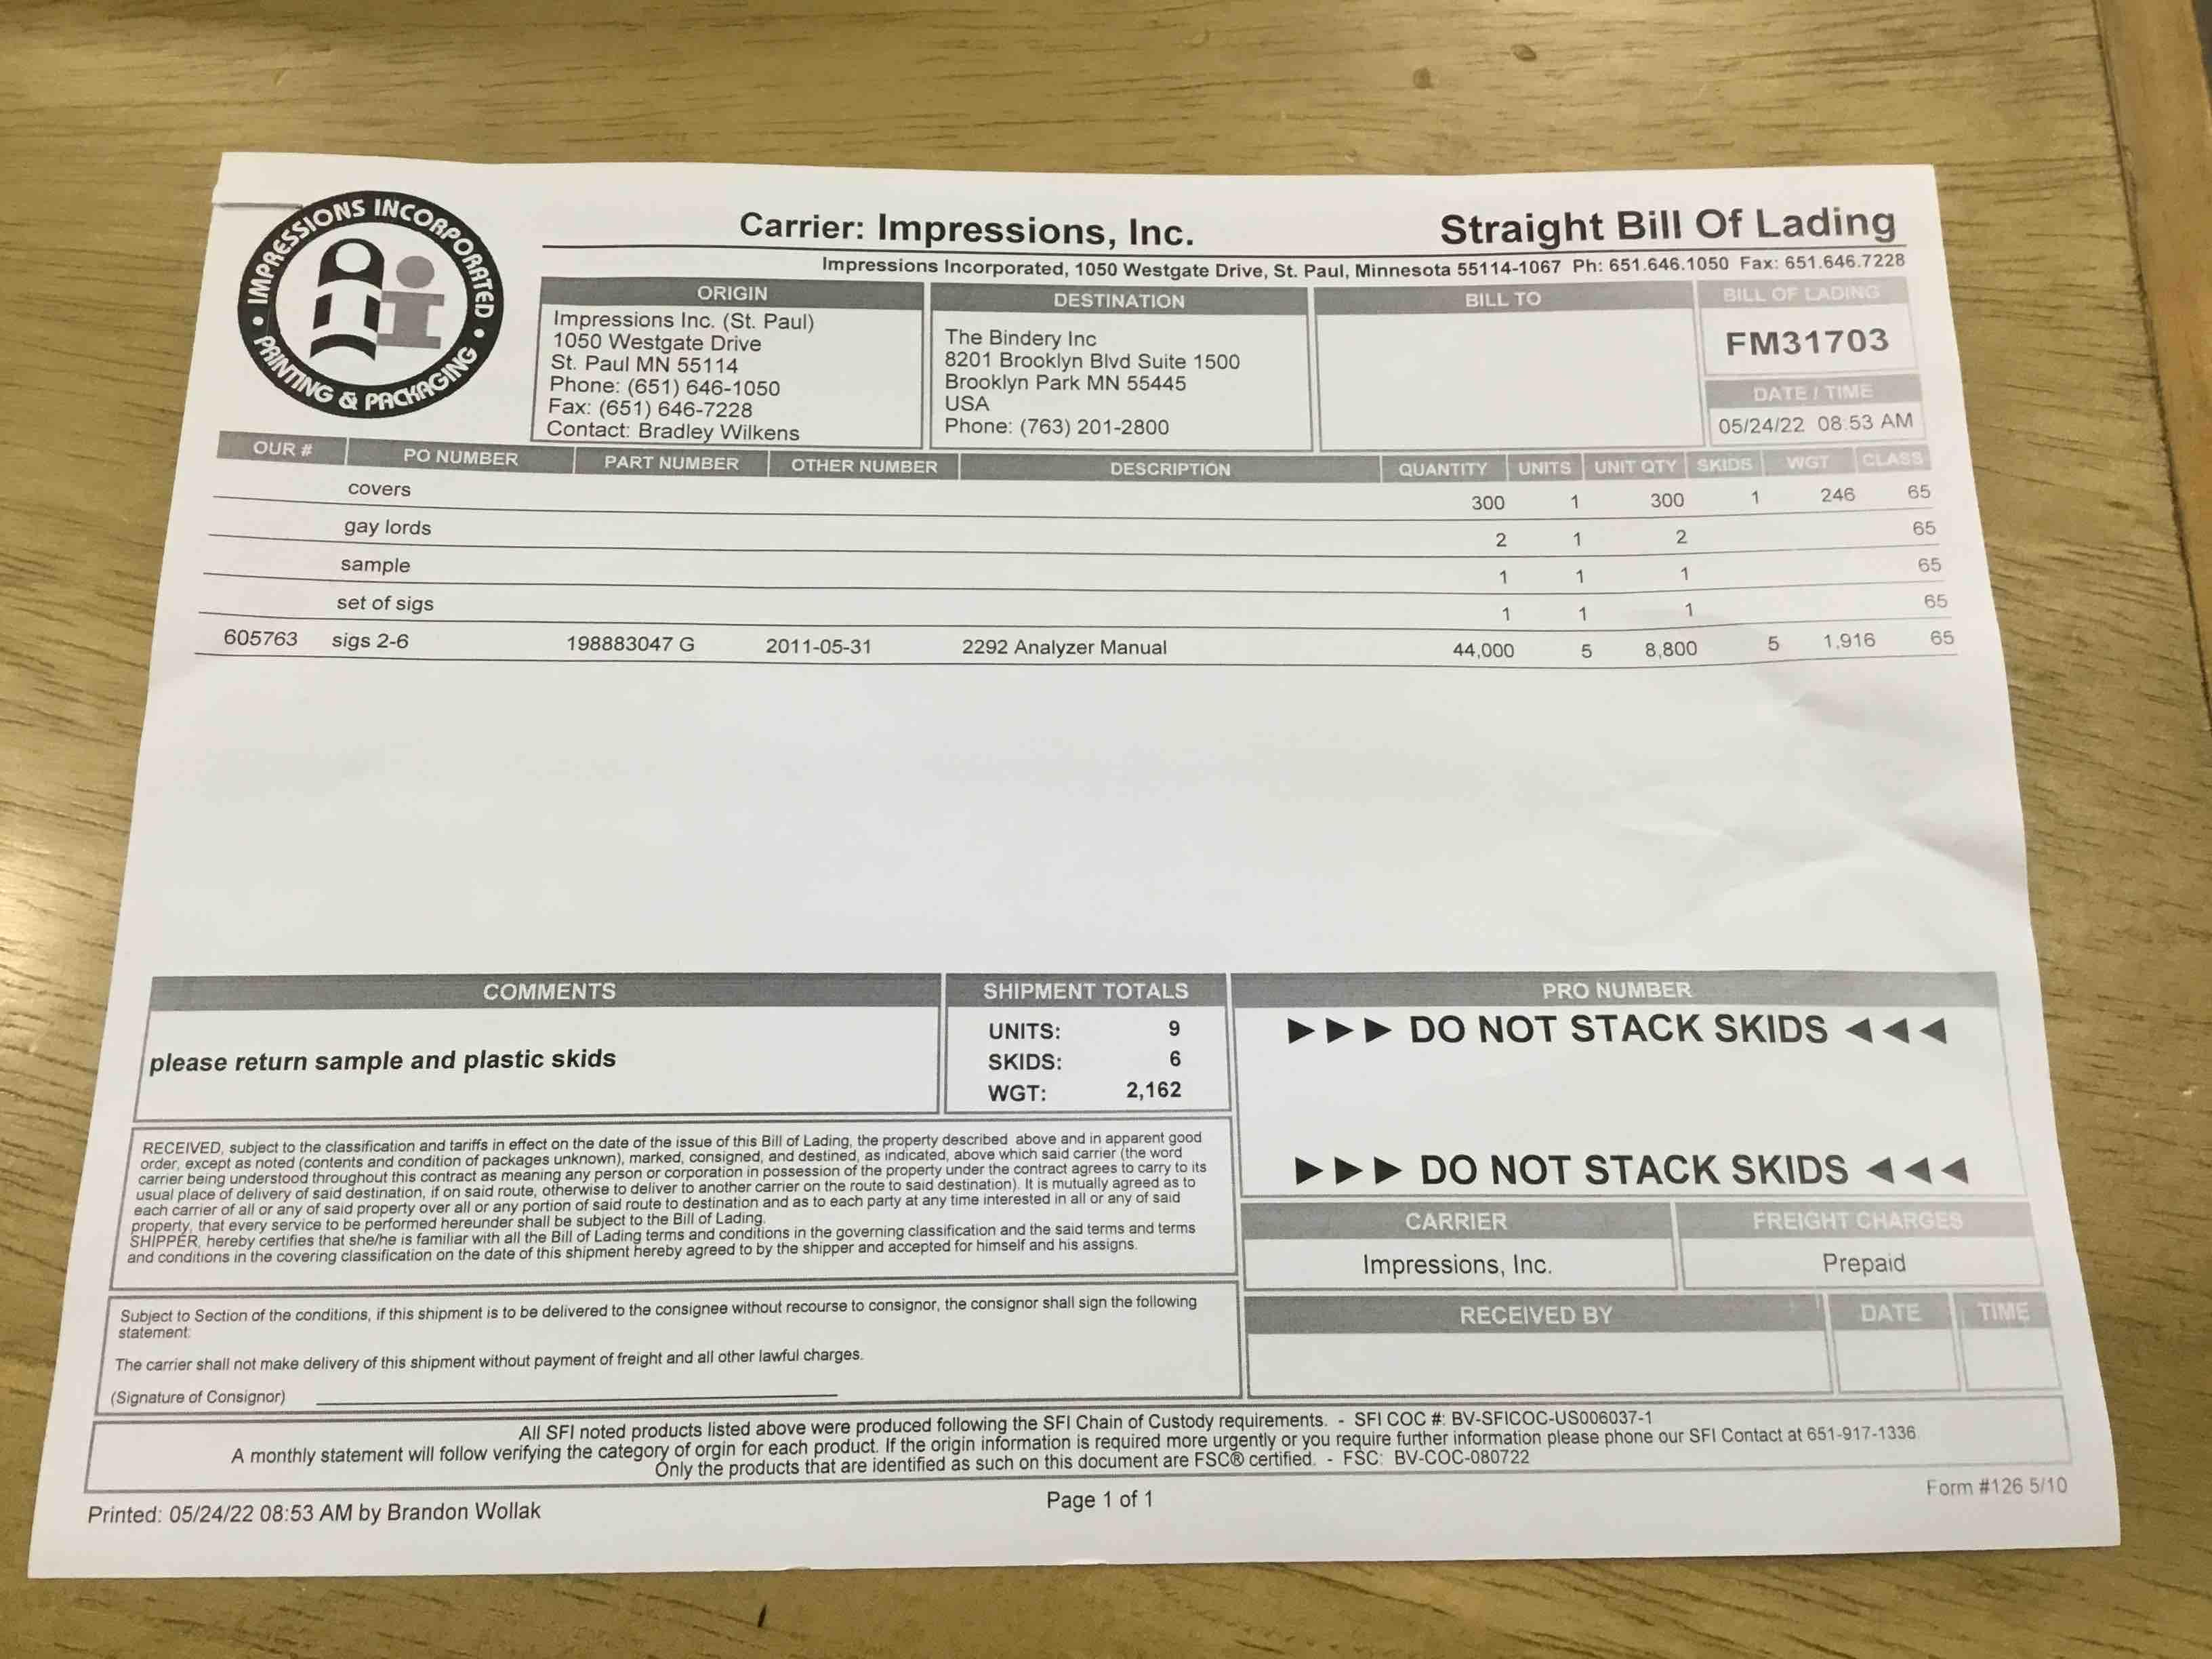 IMPRESSIONS INCORPORATED • PRINTING & PACKAGING •
Carrier: Impressions, Inc.
Straight Bill Of Lading
Impressions Incorporated, 1050 Westgate Drive, St. Paul, Minnesota 55114-1067 Ph: 651.646.1050 Fax: 651.646.7228
ORIGIN
Impressions Inc. (St. Paul)
1050 Westgate Drive
St. Paul MN 55114
Phone: (651) 646-1050
Fax: (651) 646-7228
Contact: Bradley Wilkens
DESTINATION
The Bindery Inc
8201 Brooklyn Blvd Suite 1500
Brooklyn Park MN 55445
USA
Phone: (763) 201-2800
BILL TO
BILL OF LADING
FM31703
DATE / TIME
05/24/22 08:53 AM
OUR # PO NUMBER PART NUMBER OTHER NUMBER DESCRIPTION QUANTITY UNITS UNIT QTY SKIDS WGT CLASS
covers 300 1 300 1 246 65
gay lords 2 1 2 65
sample 1 1 1 65
set of sigs 1 1 1 65
605763 sigs 2-6 198883047 G 2011-05-31 2292 Analyzer Manual 44,000 5 8,800 5 1,916 65
COMMENTS
please return sample and plastic skids
SHIPMENT TOTALS
UNITS: 9
SKIDS: 6
WGT: 2,162
PRO NUMBER
►►► DO NOT STACK SKIDS ◄◄◄
►►► DO NOT STACK SKIDS ◄◄◄
RECEIVED, subject to the classification and tariffs in effect on the date of the issue of this Bill of Lading, the property described above and in apparent good
order, except as noted (contents and condition of packages unknown), marked, consigned, and destined, as indicated, above which said carrier (the word
carrier being understood throughout this contract as meaning any person or corporation in possession of the property under the contract agrees to carry to its
usual place of delivery of said destination, if on said route, otherwise to deliver to another carrier on the route to said destination). It is mutually agreed as to
each carrier of all or any of said property over all or any portion of said route to destination and as to each party at any time interested in all or any of said
property, that every service to be performed hereunder shall be subject to the Bill of Lading.
SHIPPER, hereby certifies that she/he is familiar with all the Bill of Lading terms and conditions in the governing classification and the said terms and terms
and conditions in the covering classification on the date of this shipment hereby agreed to by the shipper and accepted for himself and his assigns.
CARRIER
Impressions, Inc.
FREIGHT CHARGES
Prepaid
Subject to Section of the conditions, if this shipment is to be delivered to the consignee without recourse to consignor, the consignor shall sign the following
statement:
The carrier shall not make delivery of this shipment without payment of freight and all other lawful charges.
(Signature of Consignor)
RECEIVED BY DATE TIME
All SFI noted products listed above were produced following the SFI Chain of Custody requirements. - SFI COC #: BV-SFICOC-US006037-1
A monthly statement will follow verifying the category of orgin for each product. If the origin information is required more urgently or you require further information please phone our SFI Contact at 651-917-1336
Only the products that are identified as such on this document are FSC® certified. - FSC: BV-COC-080722
Printed: 05/24/22 08:53 AM by Brandon Wollak
Page 1 of 1
Form #126 5/10